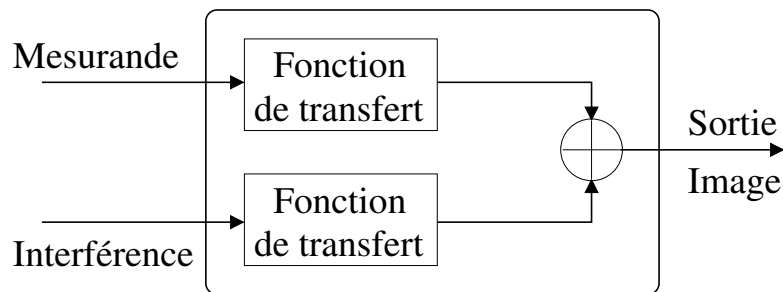 Mesurande
Fonction
de transfert
Sortie
Image
Interférence
Fonction
de transfert